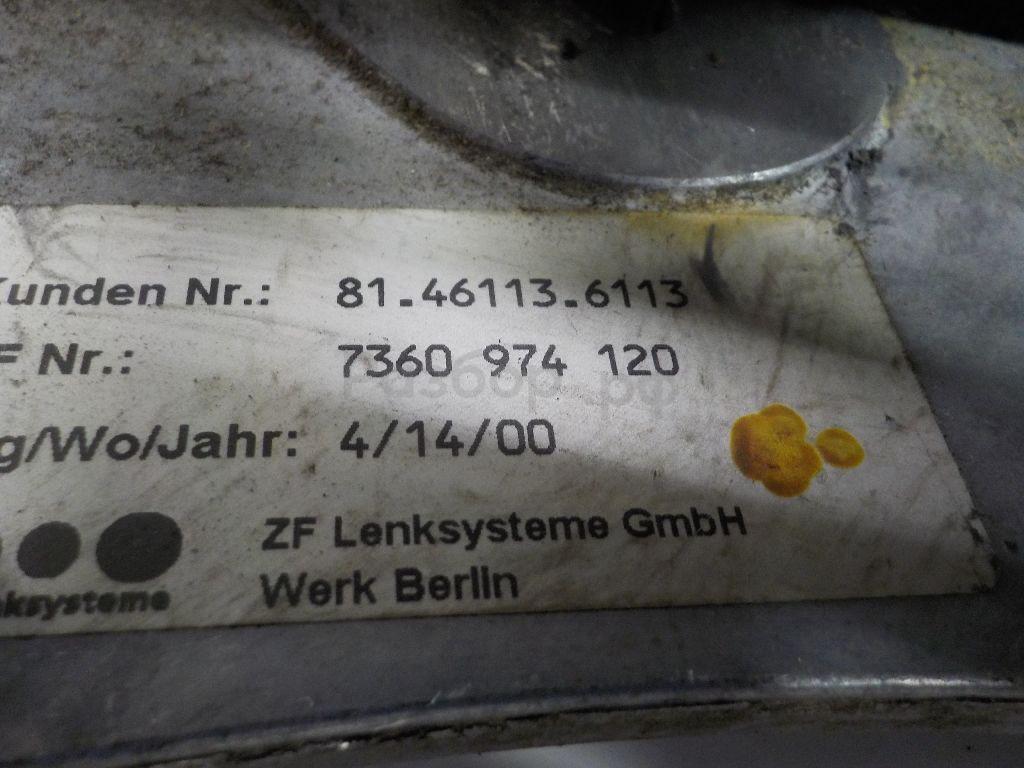 Kunden Nr.: 81.46113.6113
F Nr.: 7360 974 120
g/Wo/Jahr: 4/14/00
ZF Lenksysteme GmbH
nksysteme Werk Berlin